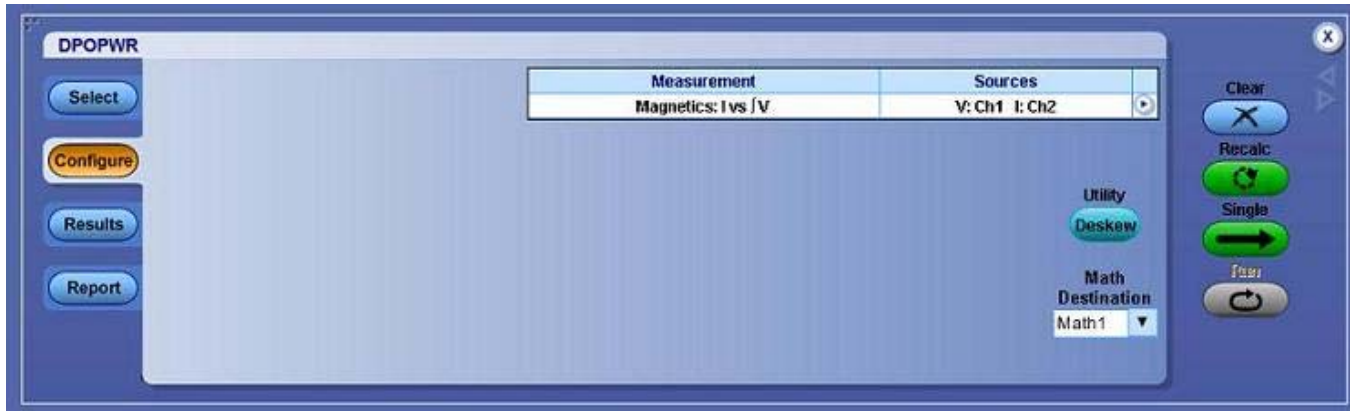 DPOPWR
X
Select
Configure
Results
Report
Measurement Sources
Magnetics: I vs ∫V V: Ch1 I: Ch2
Utility
Deskew
Math
Destination
Math1
Clear
Recalc
Single